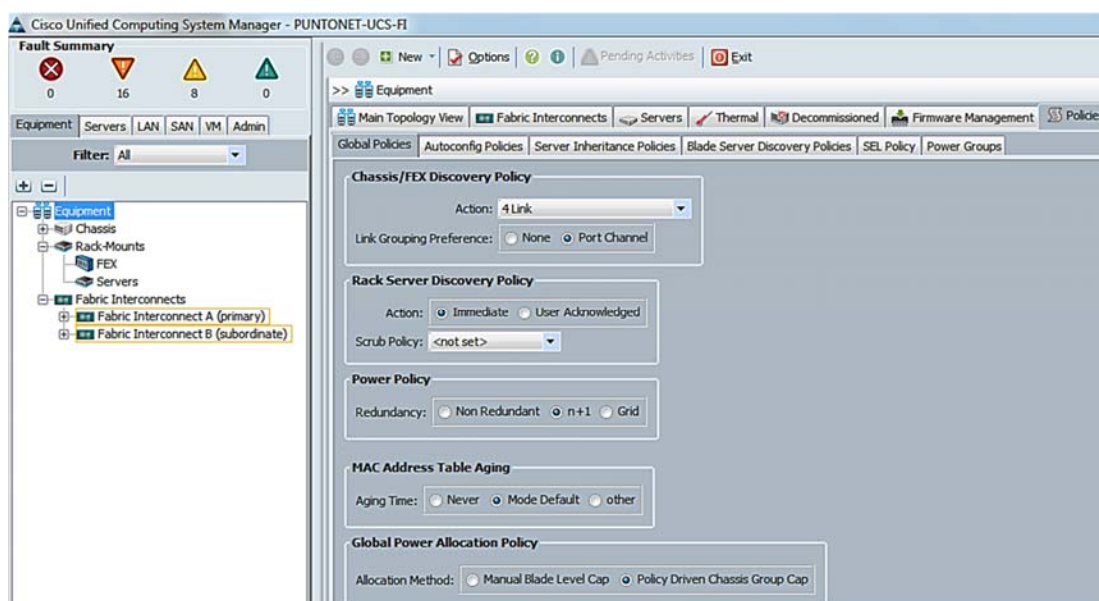 Cisco Unified Computing System Manager - PUNTONET-UCS-FI
Fault Summary
0 16 8 0
New Options Pending Activities Exit
>> Equipment
Equipment Servers LAN SAN VM Admin
Main Topology View Fabric Interconnects Servers Thermal Decommissioned Firmware Management Policie
Global Policies Autoconfig Policies Server Inheritance Policies Blade Server Discovery Policies SEL Policy Power Groups
Filter: All
Equipment
Chassis
Rack-Mounts
FEX
Servers
Fabric Interconnects
Fabric Interconnect A (primary)
Fabric Interconnect B (subordinate)
Chassis/FEX Discovery Policy
Action: 4 Link
Link Grouping Preference: None Port Channel
Rack Server Discovery Policy
Action: Immediate User Acknowledged
Scrub Policy: <not set>
Power Policy
Redundancy: Non Redundant n+1 Grid
MAC Address Table Aging
Aging Time: Never Mode Default other
Global Power Allocation Policy
Allocation Method: Manual Blade Level Cap Policy Driven Chassis Group Cap